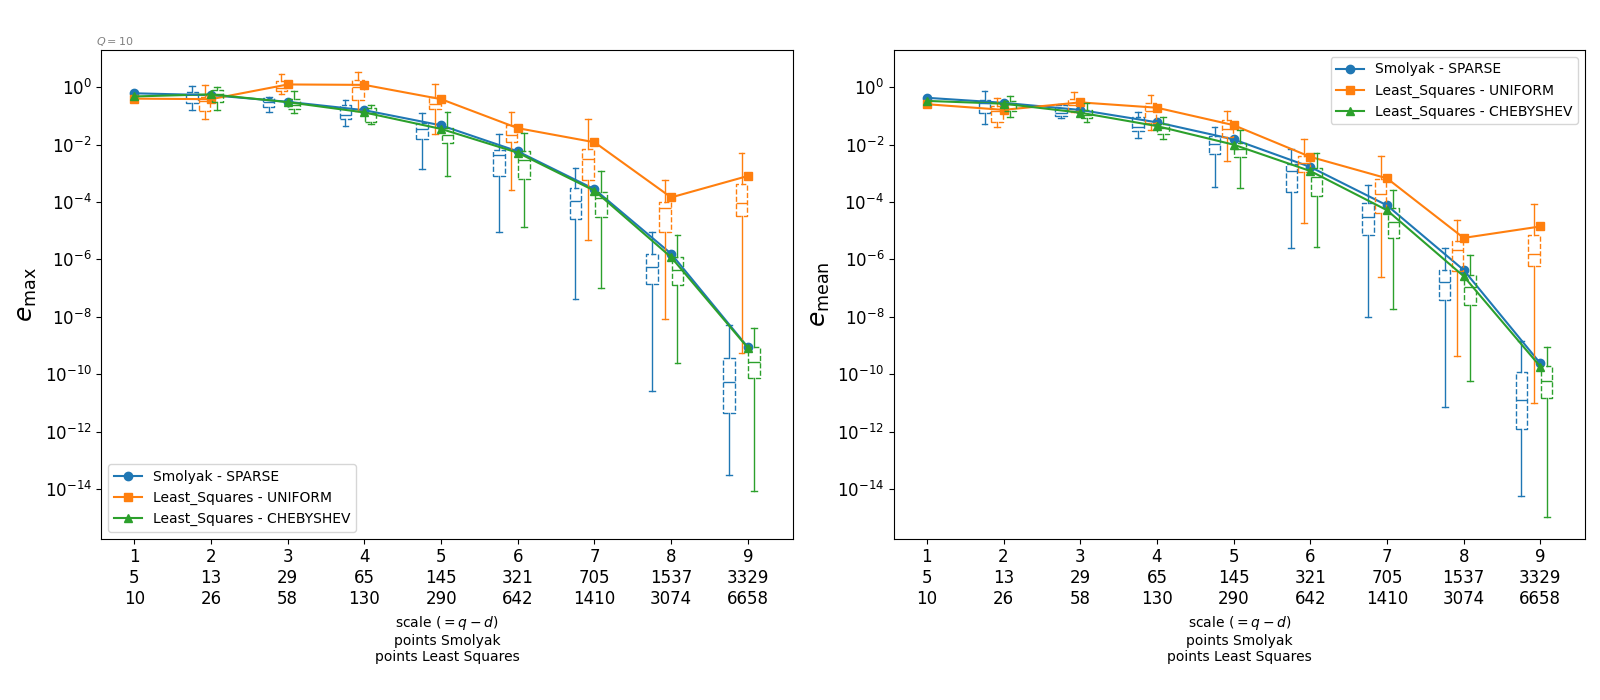 Q = 10
10^0
10^−2
10^−4
10^−6
10^−8
10^−10
10^−12
10^−14
e_max
Smolyak - SPARSE
Least_Squares - UNIFORM
Least_Squares - CHEBYSHEV
1 2 3 4 5 6 7 8 9
5 13 29 65 145 321 705 1537 3329
10 26 58 130 290 642 1410 3074 6658
scale (= q − d)
points Smolyak
points Least Squares
10^0
10^−2
10^−4
10^−6
10^−8
10^−10
10^−12
10^−14
e_mean
Smolyak - SPARSE
Least_Squares - UNIFORM
Least_Squares - CHEBYSHEV
1 2 3 4 5 6 7 8 9
5 13 29 65 145 321 705 1537 3329
10 26 58 130 290 642 1410 3074 6658
scale (= q − d)
points Smolyak
points Least Squares